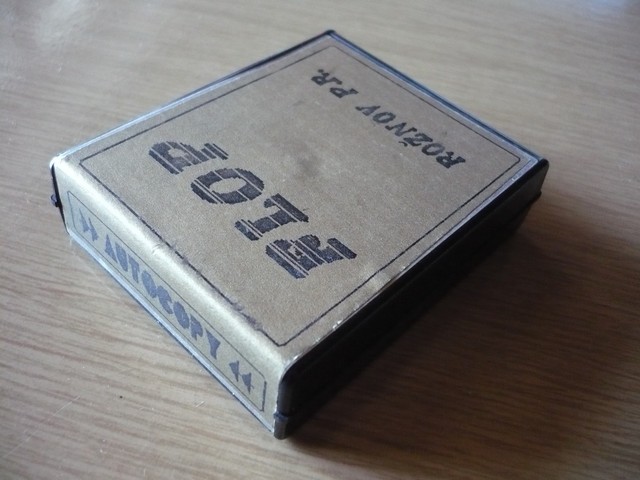 FLOP
ROŽNOV P.R.
>> AUTOCOPY <<